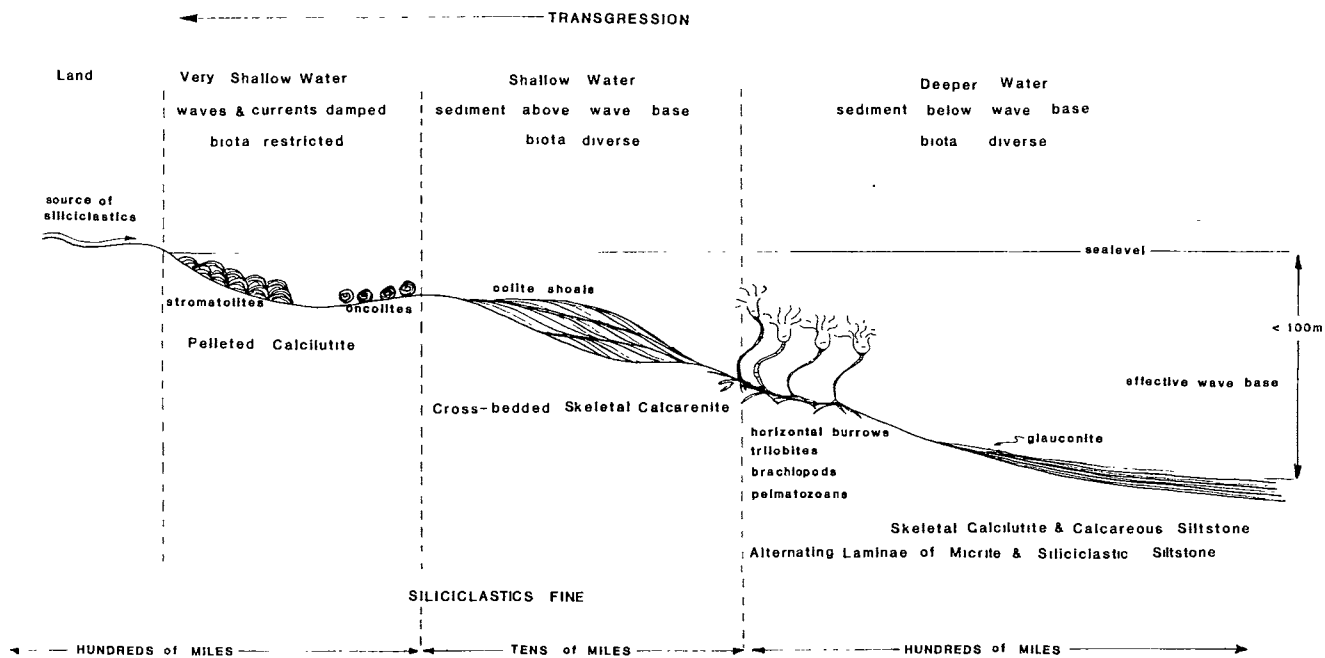 TRANSGRESSION
Land
Very Shallow Water
waves & currents damped
biota restricted
Shallow Water
sediment above wave base
biota diverse
Deeper Water
sediment below wave base
biota diverse
source of
siliciclastics
sealevel
stromatolites
oncolites
oolite shoals
< 100m
Pelleted Calcilutite
effective wave base
Cross-bedded Skeletal Calcarenite
horizontal burrows
trilobites
brachiopods
pelmatozoans
glauconite
Skeletal Calcilutite & Calcareous Siltstone
Alternating Laminae of Micrite & Siliciclastic Siltstone
SILICICLASTICS FINE
HUNDREDS of MILES
TENS of MILES
HUNDREDS of MILES